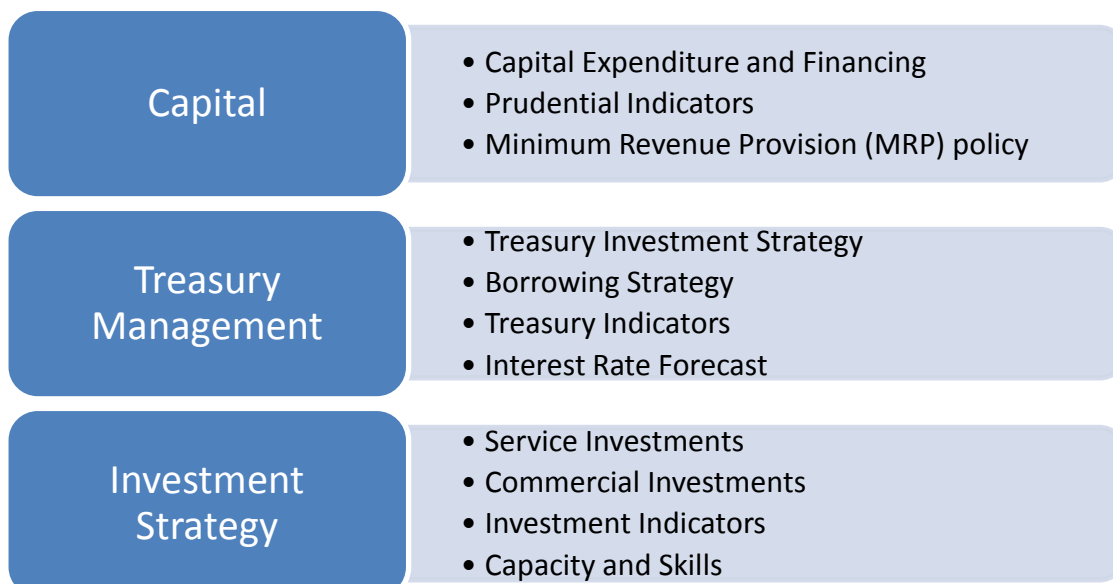 Capital
• Capital Expenditure and Financing
• Prudential Indicators
• Minimum Revenue Provision (MRP) policy
Treasury
Management
• Treasury Investment Strategy
• Borrowing Strategy
• Treasury Indicators
• Interest Rate Forecast
Investment
Strategy
• Service Investments
• Commercial Investments
• Investment Indicators
• Capacity and Skills